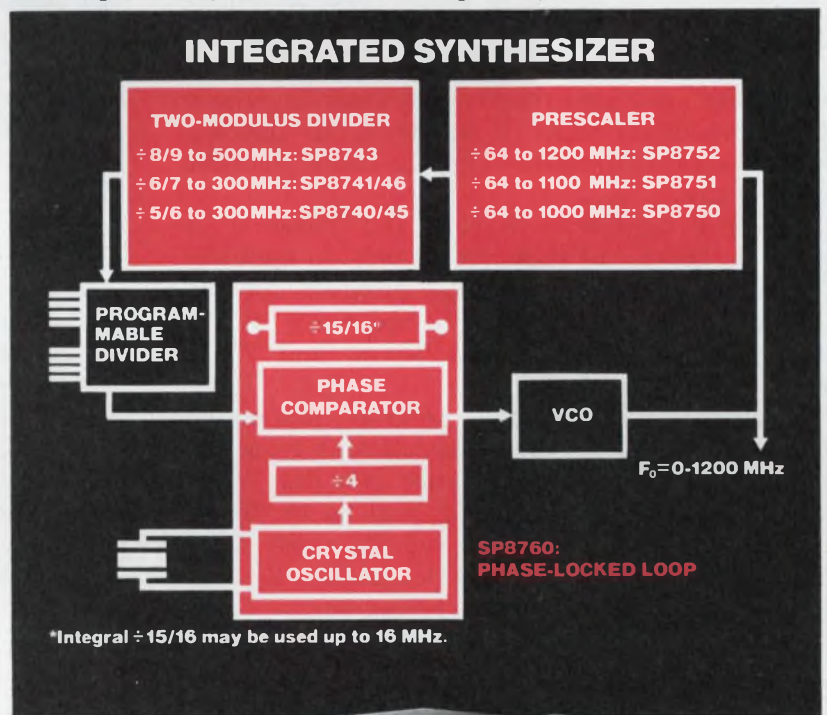 INTEGRATED SYNTHESIZER
TWO-MODULUS DIVIDER
÷8/9 to 500MHz: SP8743
÷6/7 to 300MHz: SP8741/46
÷5/6 to 300MHz: SP8740/45
PRESCALER
÷64 to 1200 MHz: SP8752
÷64 to 1100 MHz: SP8751
÷64 to 1000 MHz: SP8750
PROGRAM-
MABLE
DIVIDER
÷15/16*
PHASE
COMPARATOR
VCO
F₀=0-1200 MHz
÷4
CRYSTAL
OSCILLATOR
SP8760:
PHASE-LOCKED LOOP
*Integral ÷15/16 may be used up to 16 MHz.